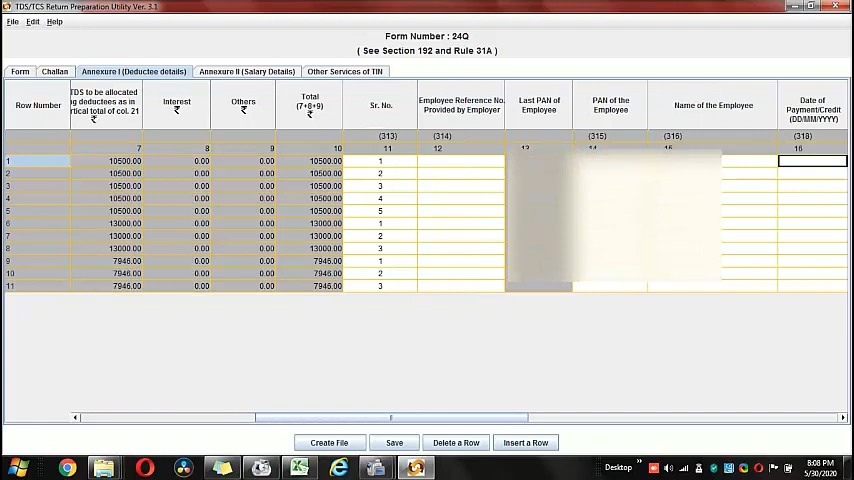 TDS/TCS Return Preparation Utility Ver. 3.1
File Edit Help
Form Number : 24Q
( See Section 192 and Rule 31A )
Form Challan Annexure I (Deductee details) Annexure II (Salary Details) Other Services of TIN
Row Number
TDS to be allocated
g deductees as in
rtical total of col. 21
₹
Interest
₹
Others
₹
Total
(7+8+9)
₹
Sr. No.
Employee Reference No.
Provided by Employer
Last PAN of
Employee
PAN of the
Employee
Name of the Employee
Date of
Payment/Credit
(DD/MM/YYYY)
(313) (314) (315) (316) (318)
7 8 9 10 11 12 13 14 15 16
1 10500.00 0.00 0.00 10500.00 1
2 10500.00 0.00 0.00 10500.00 2
3 10500.00 0.00 0.00 10500.00 3
4 10500.00 0.00 0.00 10500.00 4
5 10500.00 0.00 0.00 10500.00 5
6 13000.00 0.00 0.00 13000.00 1
7 13000.00 0.00 0.00 13000.00 2
8 13000.00 0.00 0.00 13000.00 3
9 7946.00 0.00 0.00 7946.00 1
10 7946.00 0.00 0.00 7946.00 2
11 7946.00 0.00 0.00 7946.00 3
Create File Save Delete a Row Insert a Row
Desktop
8:08 PM
5/30/2020